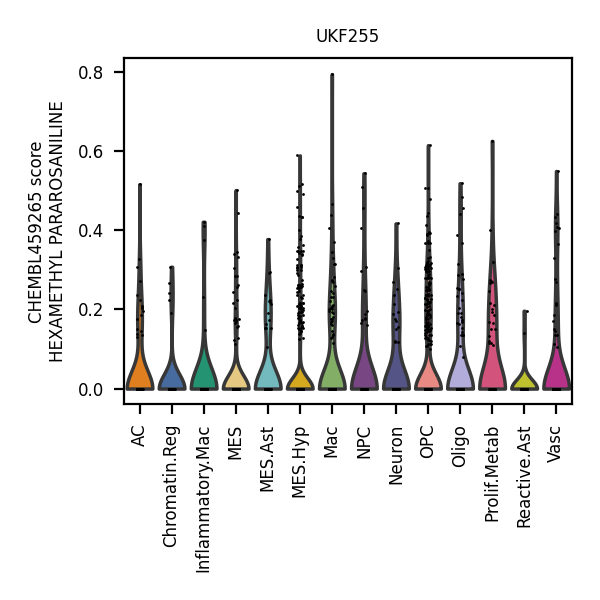 UKF255
CHEMBL459265 score
HEXAMETHYL PARAROSANILINE
0.8
0.6
0.4
0.2
0.0
AC
Chromatin.Reg
Inflammatory.Mac
MES
MES.Ast
MES.Hyp
Mac
NPC
Neuron
OPC
Oligo
Prolif.Metab
Reactive.Ast
Vasc